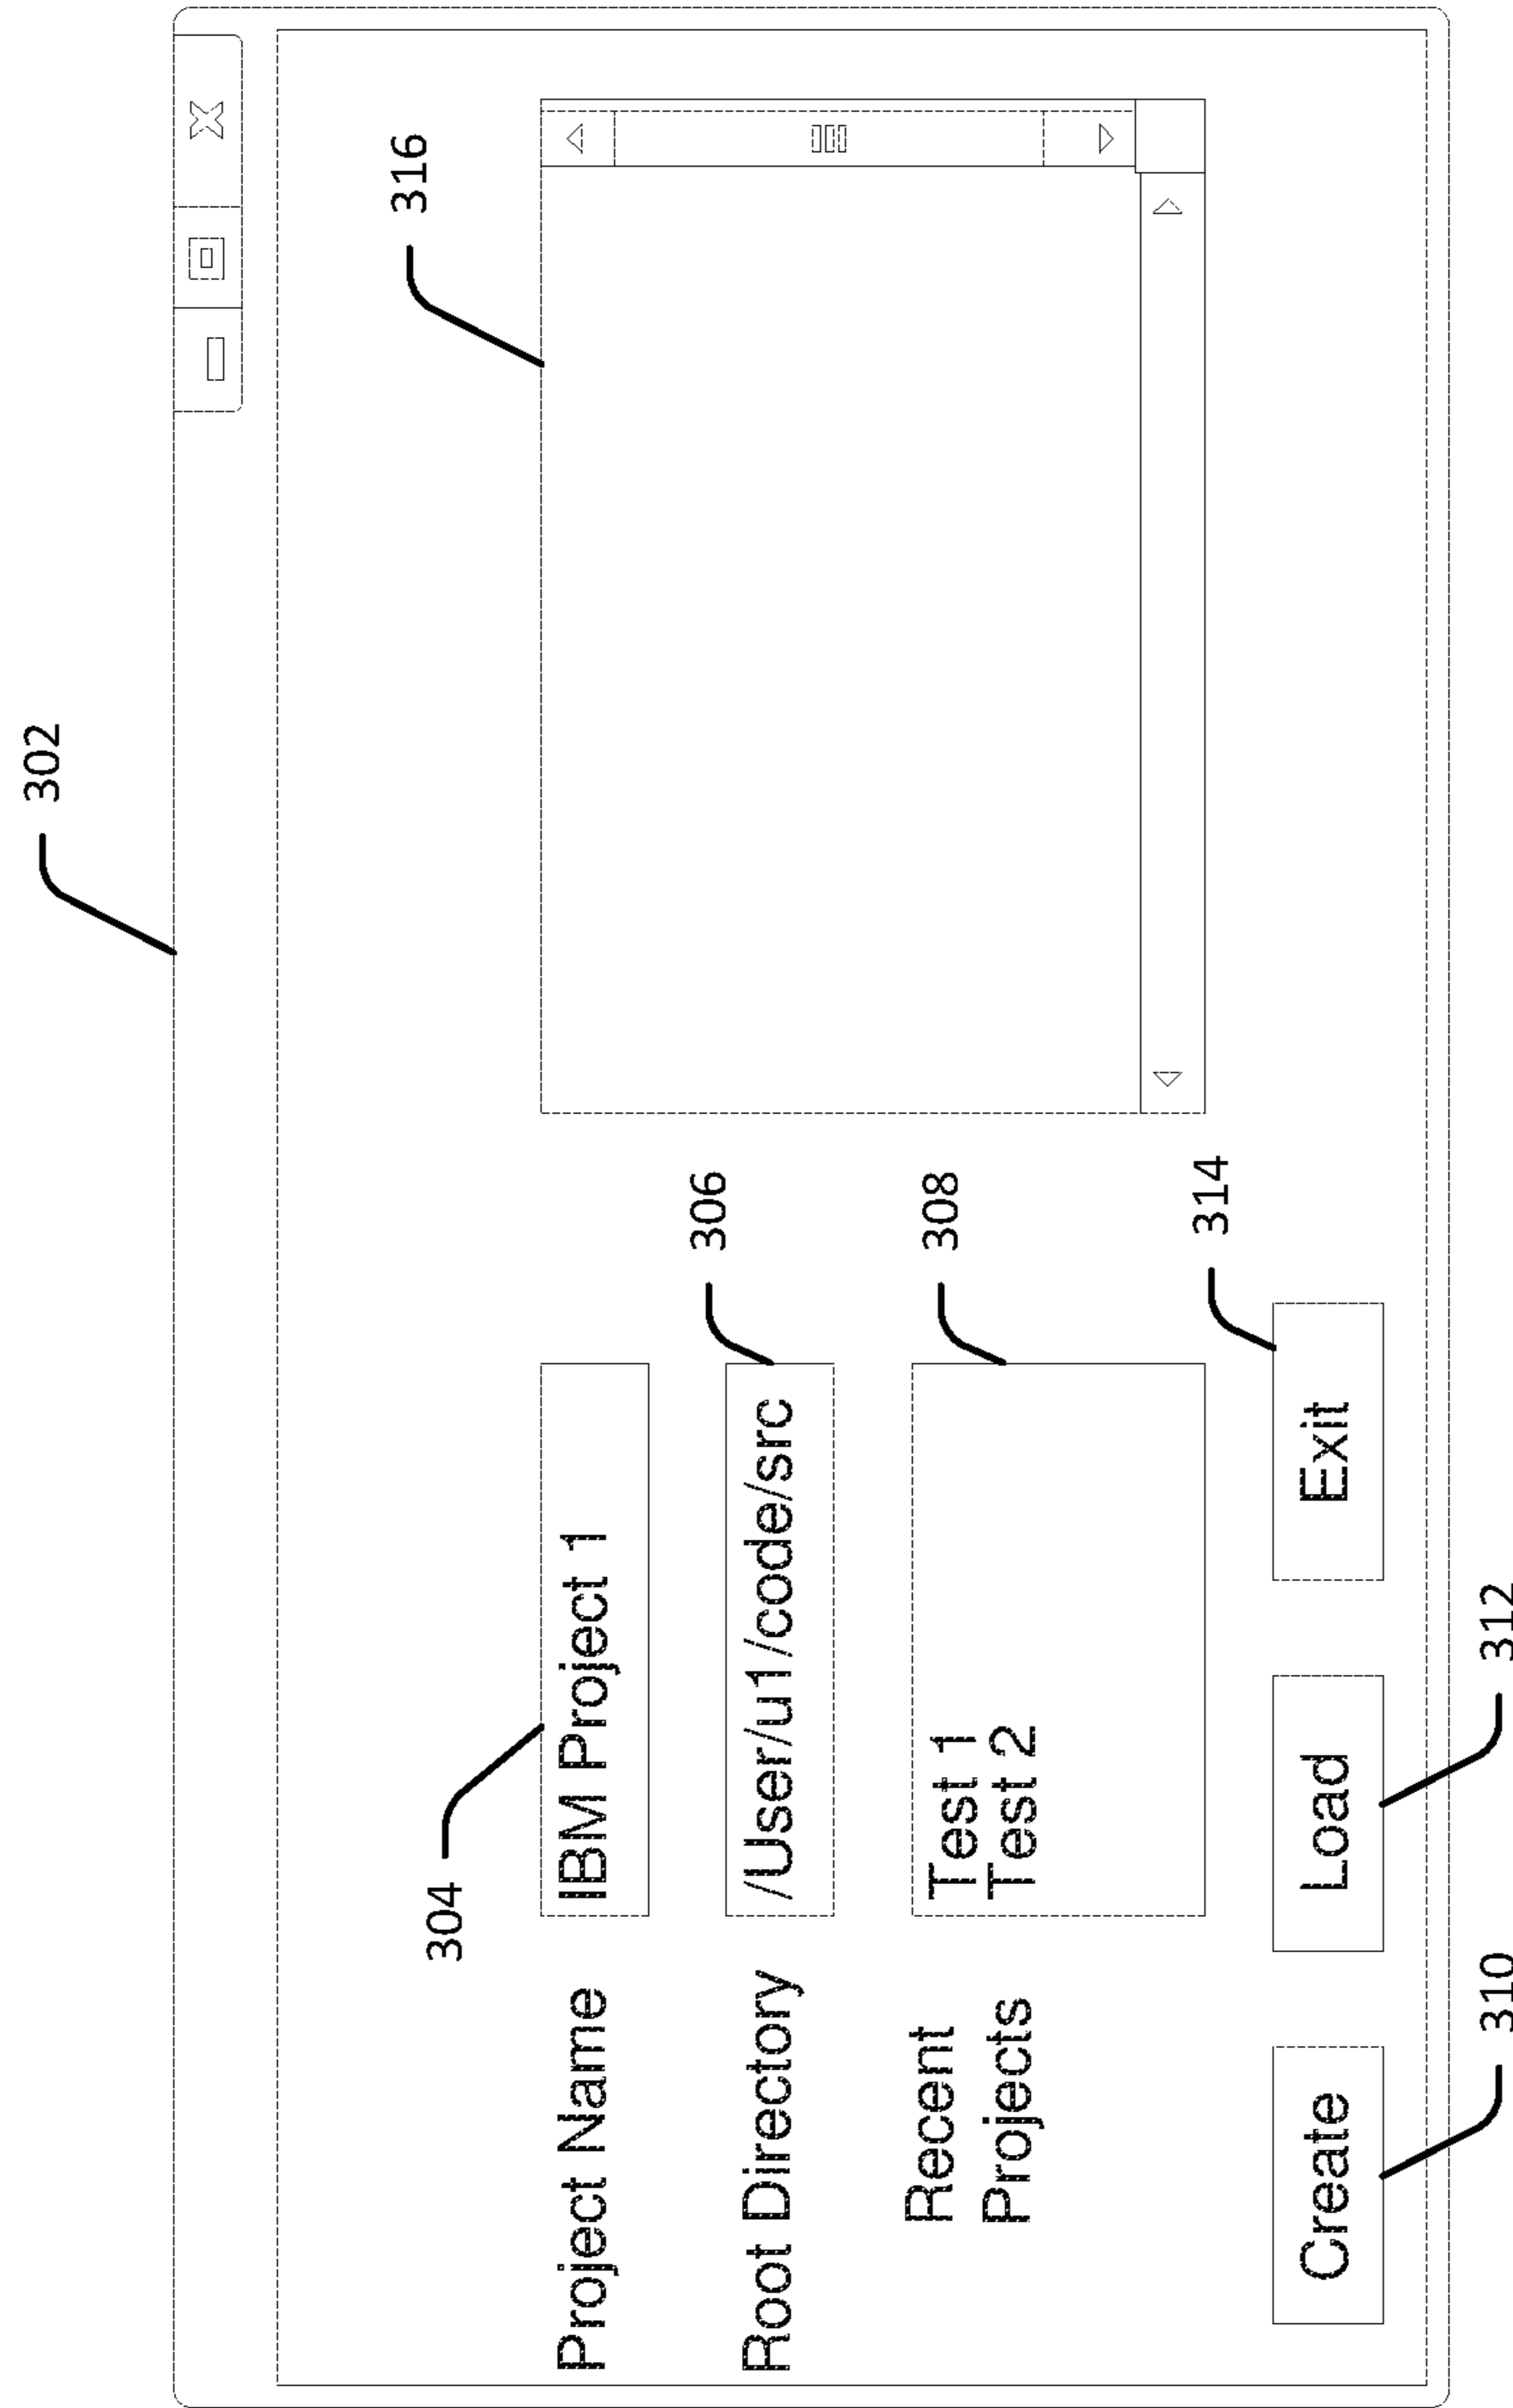 302
316
304
Project Name
IBM Project 1
306
Root Directory
/User/u1/code/src
308
Recent
Projects
Test 1
Test 2
314
Create
Load
Exit
310
312